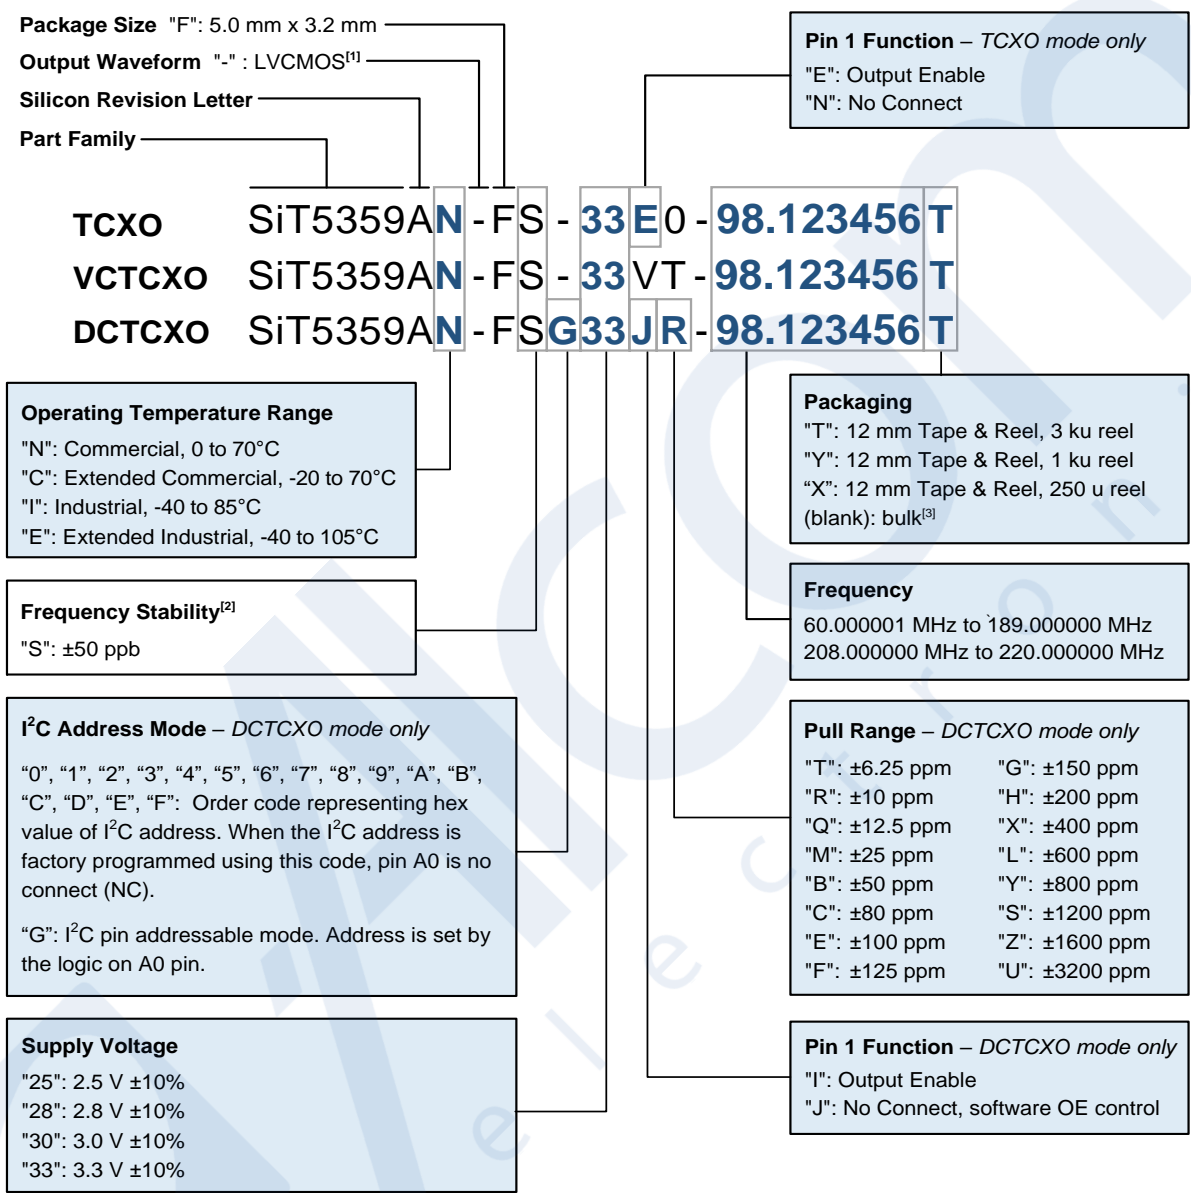 Package Size "F": 5.0 mm x 3.2 mm
Output Waveform "-" : LVCMOS[1]
Silicon Revision Letter
Part Family
Pin 1 Function – TCXO mode only
"E": Output Enable
"N": No Connect
TCXO SiT5359AN-FS-33E0-98.123456T
VCTCXO SiT5359AN-FS-33VT-98.123456T
DCTCXO SiT5359AN-FSG33JR-98.123456T
Operating Temperature Range
"N": Commercial, 0 to 70°C
"C": Extended Commercial, -20 to 70°C
"I": Industrial, -40 to 85°C
"E": Extended Industrial, -40 to 105°C
Frequency Stability[2]
"S": ±50 ppb
I²C Address Mode – DCTCXO mode only
“0”, “1”, “2”, “3”, “4”, “5”, “6”, “7”, “8”, “9”, “A”, “B”,
“C”, “D”, “E”, “F”: Order code representing hex
value of I²C address. When the I²C address is
factory programmed using this code, pin A0 is no
connect (NC).
“G”: I²C pin addressable mode. Address is set by
the logic on A0 pin.
Supply Voltage
"25": 2.5 V ±10%
"28": 2.8 V ±10%
"30": 3.0 V ±10%
"33": 3.3 V ±10%
Packaging
"T": 12 mm Tape & Reel, 3 ku reel
"Y": 12 mm Tape & Reel, 1 ku reel
“X”: 12 mm Tape & Reel, 250 u reel
(blank): bulk[3]
Frequency
60.000001 MHz to `189.000000 MHz
208.000000 MHz to 220.000000 MHz
Pull Range – DCTCXO mode only
"T": ±6.25 ppm "G": ±150 ppm
"R": ±10 ppm "H": ±200 ppm
"Q": ±12.5 ppm "X": ±400 ppm
"M": ±25 ppm "L": ±600 ppm
"B": ±50 ppm "Y": ±800 ppm
"C": ±80 ppm "S": ±1200 ppm
"E": ±100 ppm "Z": ±1600 ppm
"F": ±125 ppm "U": ±3200 ppm
Pin 1 Function – DCTCXO mode only
"I": Output Enable
"J": No Connect, software OE control
Alcom
electron